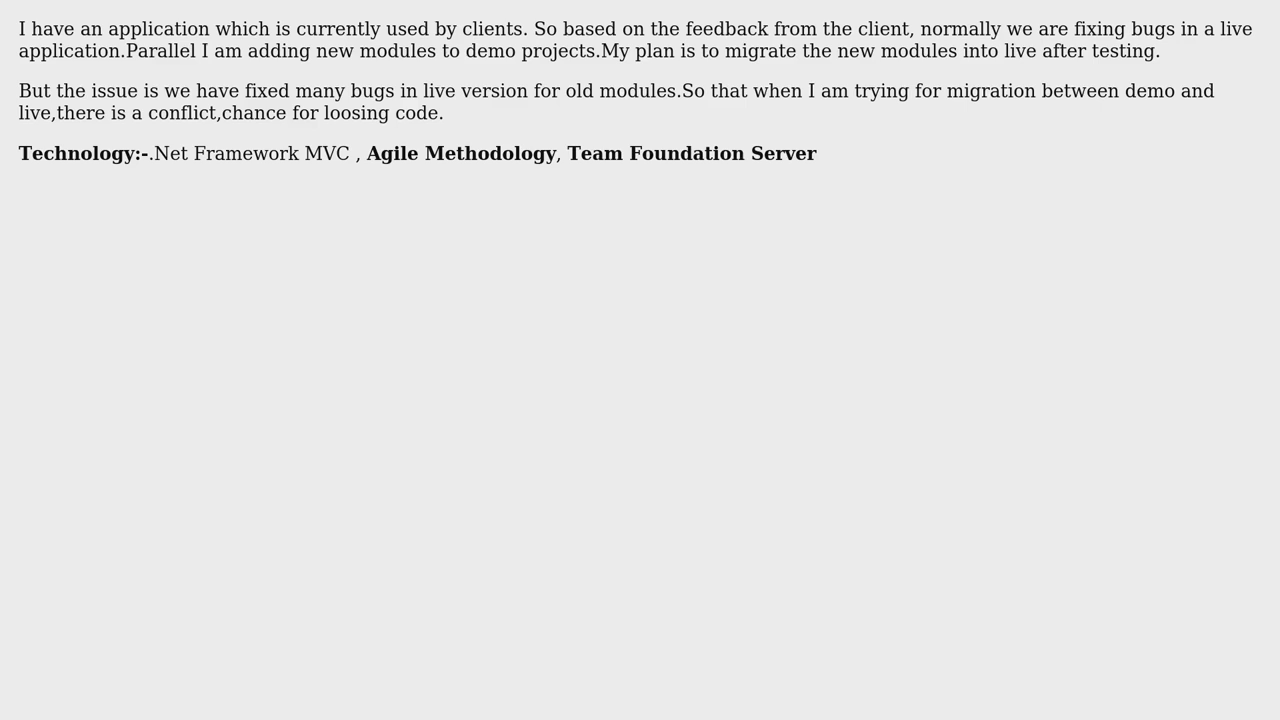 I have an application which is currently used by clients. So based on the feedback from the client, normally we are fixing bugs in a live
application.Parallel I am adding new modules to demo projects.My plan is to migrate the new modules into live after testing.
But the issue is we have fixed many bugs in live version for old modules.So that when I am trying for migration between demo and
live,there is a conflict,chance for loosing code.
Technology:-.Net Framework MVC , Agile Methodology, Team Foundation Server